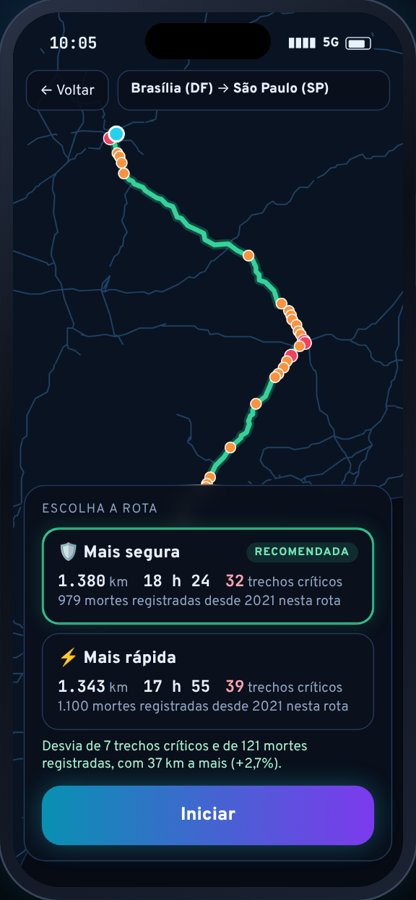 10:05
5G
← Voltar
Brasília (DF) → São Paulo (SP)
ESCOLHA A ROTA
🛡️ Mais segura
RECOMENDADA
1.380 km 18 h 24 32 trechos críticos
979 mortes registradas desde 2021 nesta rota
⚡ Mais rápida
1.343 km 17 h 55 39 trechos críticos
1.100 mortes registradas desde 2021 nesta rota
Desvia de 7 trechos críticos e de 121 mortes
registradas, com 37 km a mais (+2,7%).
Iniciar